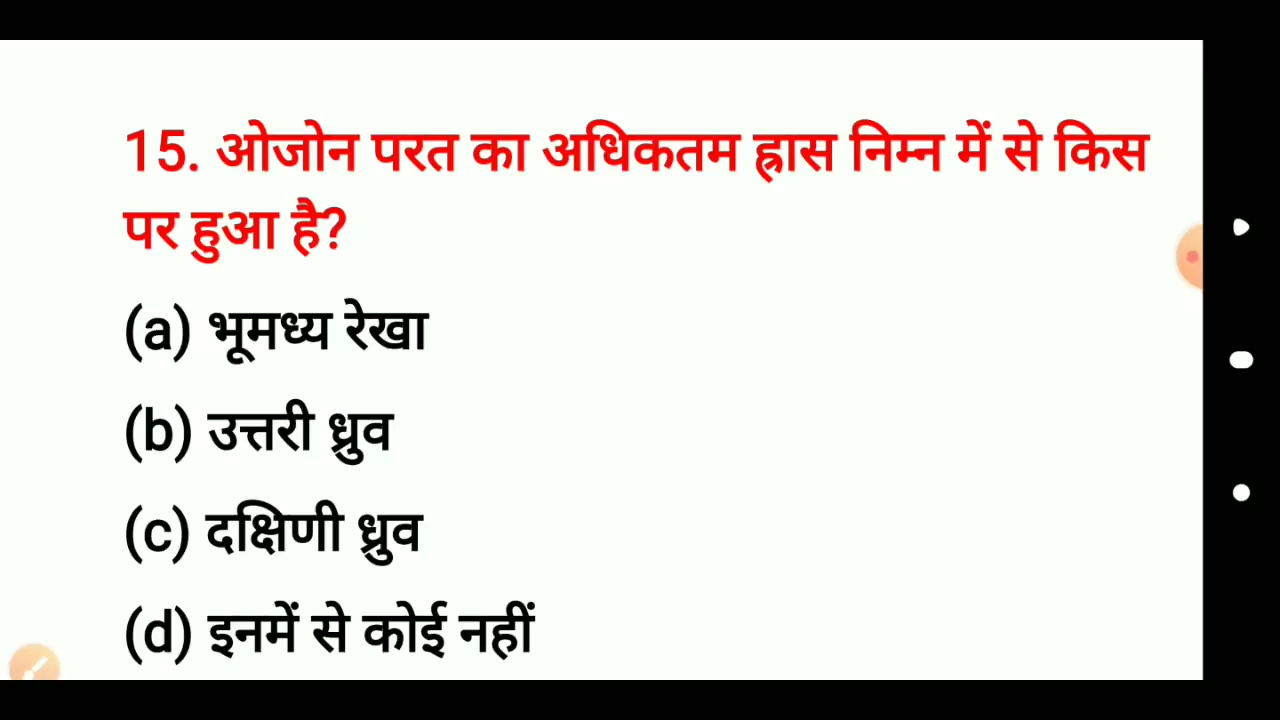 15. ओजोन परत का अधिकतम ह्रास निम्न में से किस
पर हुआ है?
(a) भूमध्य रेखा
(b) उत्तरी ध्रुव
(c) दक्षिणी ध्रुव
(d) इनमें से कोई नहीं